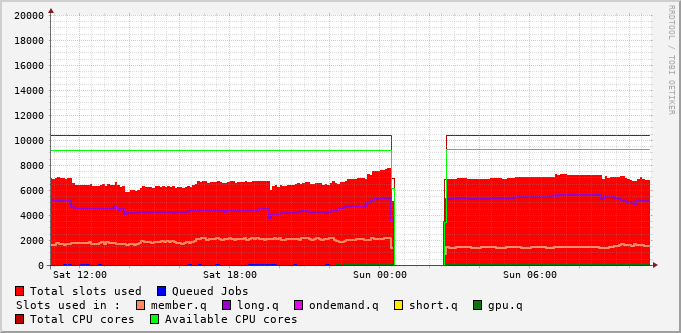 20000
18000
16000
14000
12000
10000
8000
6000
4000
2000
0
Sat 12:00 Sat 18:00 Sun 00:00 Sun 06:00
RRDTOOL / TOBI OETIKER
Total slots used Queued Jobs
Slots used in : member.q long.q ondemand.q short.q gpu.q
Total CPU cores Available CPU cores